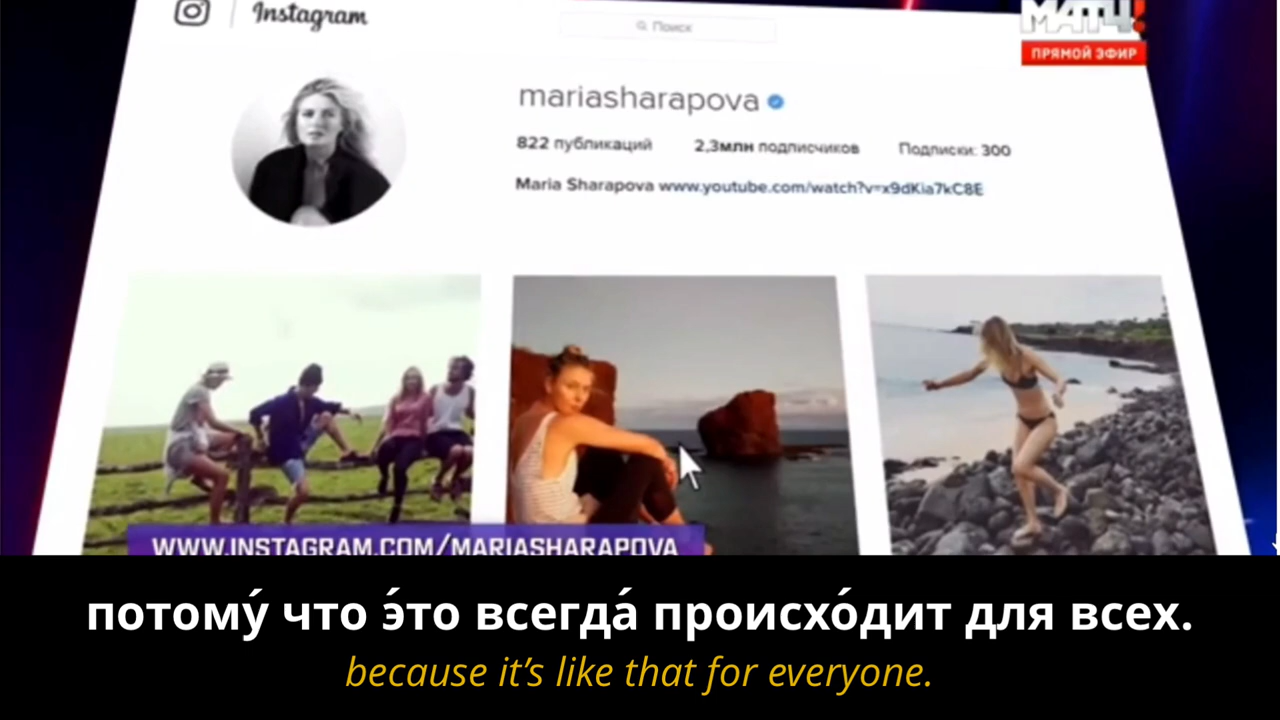 Instagram
Поиск
МАТЧ!
ПРЯМОЙ ЭФИР
mariasharapova
822 публикаций 2,3млн подписчиков Подписки: 300
Maria Sharapova www.youtube.com/watch?v=x9dKia7kC8E
WWW.INSTAGRAM.COM/MARIASHARAPOVA
потому́ что э́то всегда́ происхо́дит для всех.
because it’s like that for everyone.